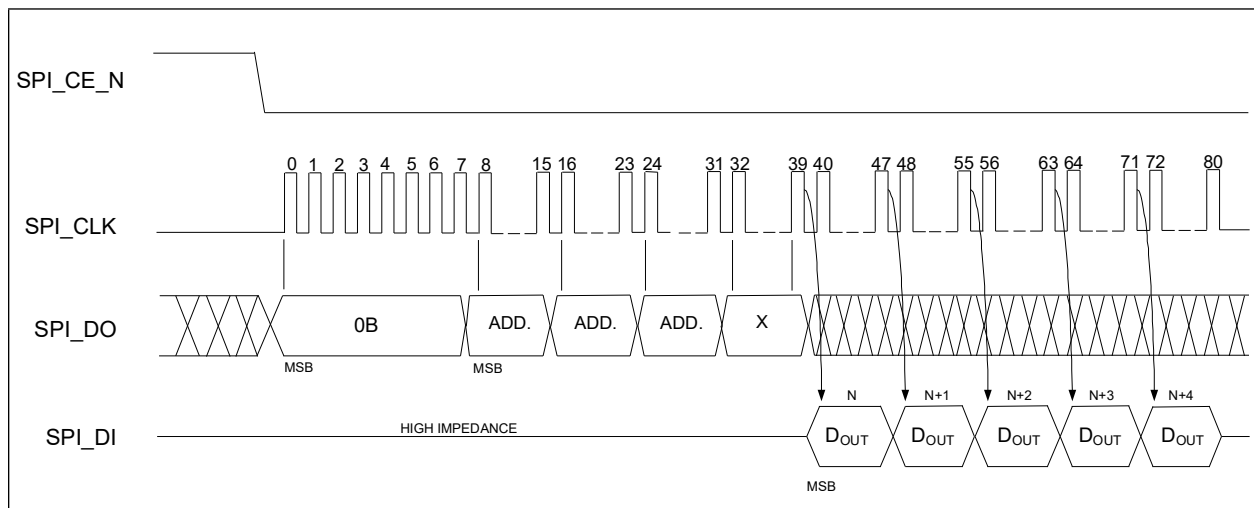 SPI_CE_N
0 1 2 3 4 5 6 7 8 15 16 23 24 31 32 39 40 47 48 55 56 63 64 71 72 80
SPI_CLK
SPI_DO 0B ADD. ADD. ADD. X
MSB MSB
N N+1 N+2 N+3 N+4
SPI_DI HIGH IMPEDANCE DOUT DOUT DOUT DOUT DOUT
MSB